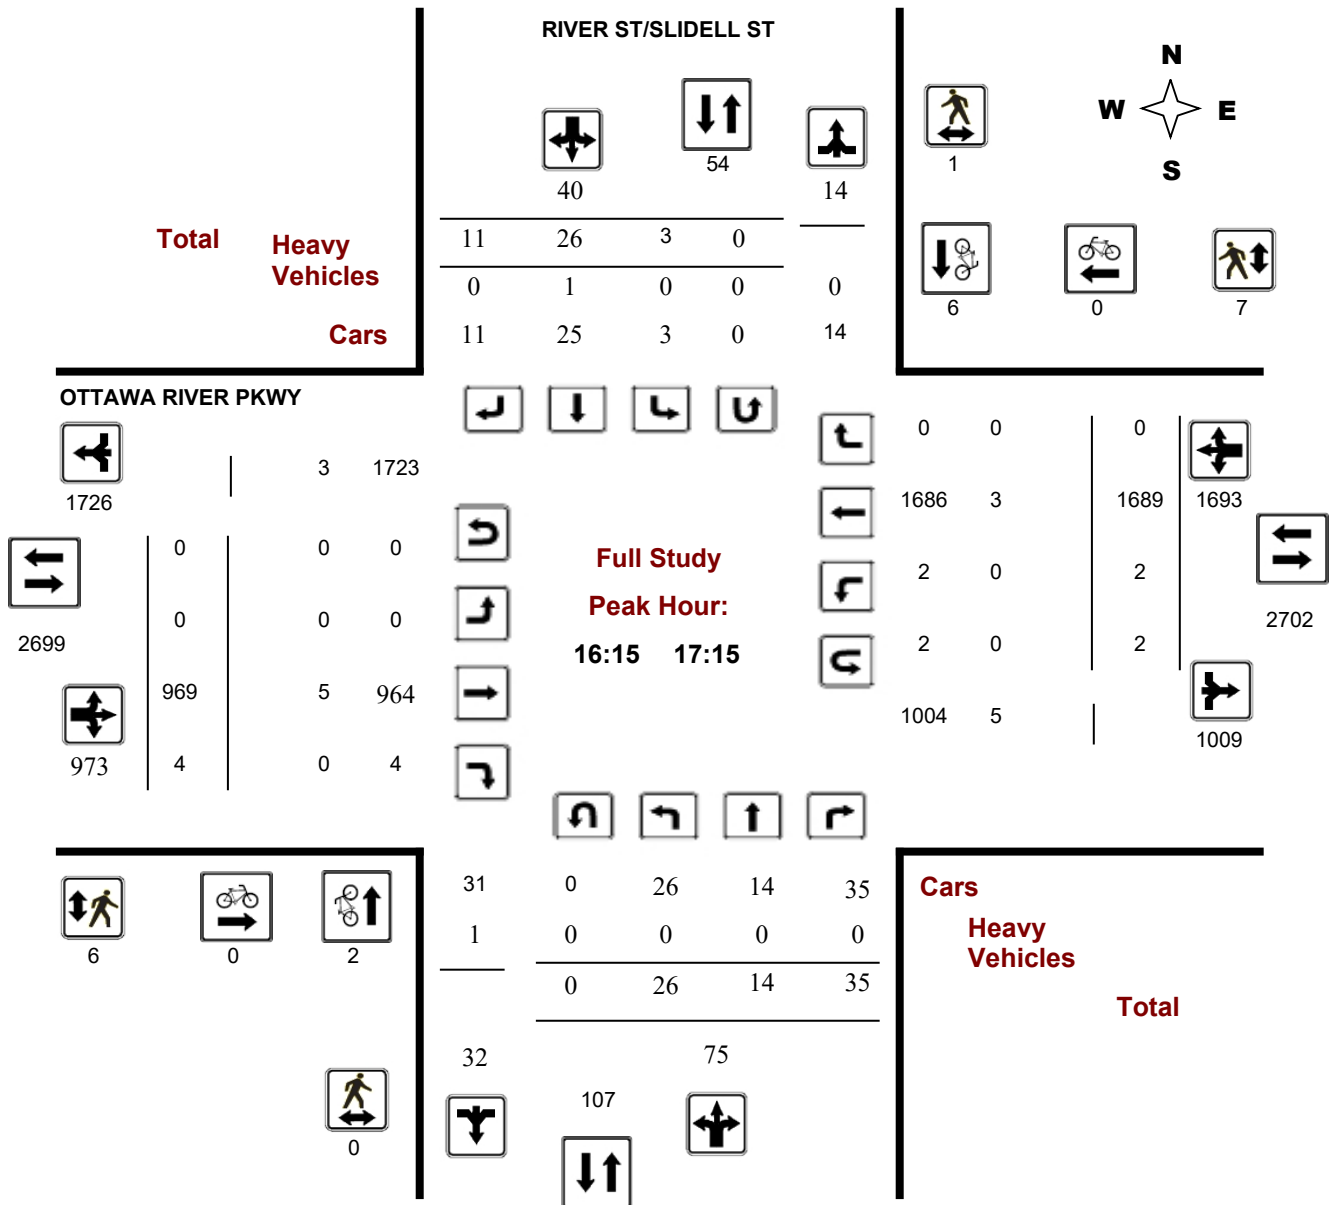 RIVER ST/SLIDELL ST
N
W E
S
40
54
14
1
Total
Heavy
Vehicles
Cars
11 26 3 0
0 1 0 0 0
11 25 3 0 14
6 0 7
OTTAWA RIVER PKWY
1726
3 1723
0 0 0
0 0 0
2699
969 5 964
973
4 0 4
Full Study
Peak Hour:
16:15 17:15
0 0 0
1686 3 1689 1693
2 0 2
2702
2 0 2
1004 5
1009
6 0 2
0
31 0 26 14 35
1 0 0 0 0
0 26 14 35
32 75
107
Cars
Heavy
Vehicles
Total